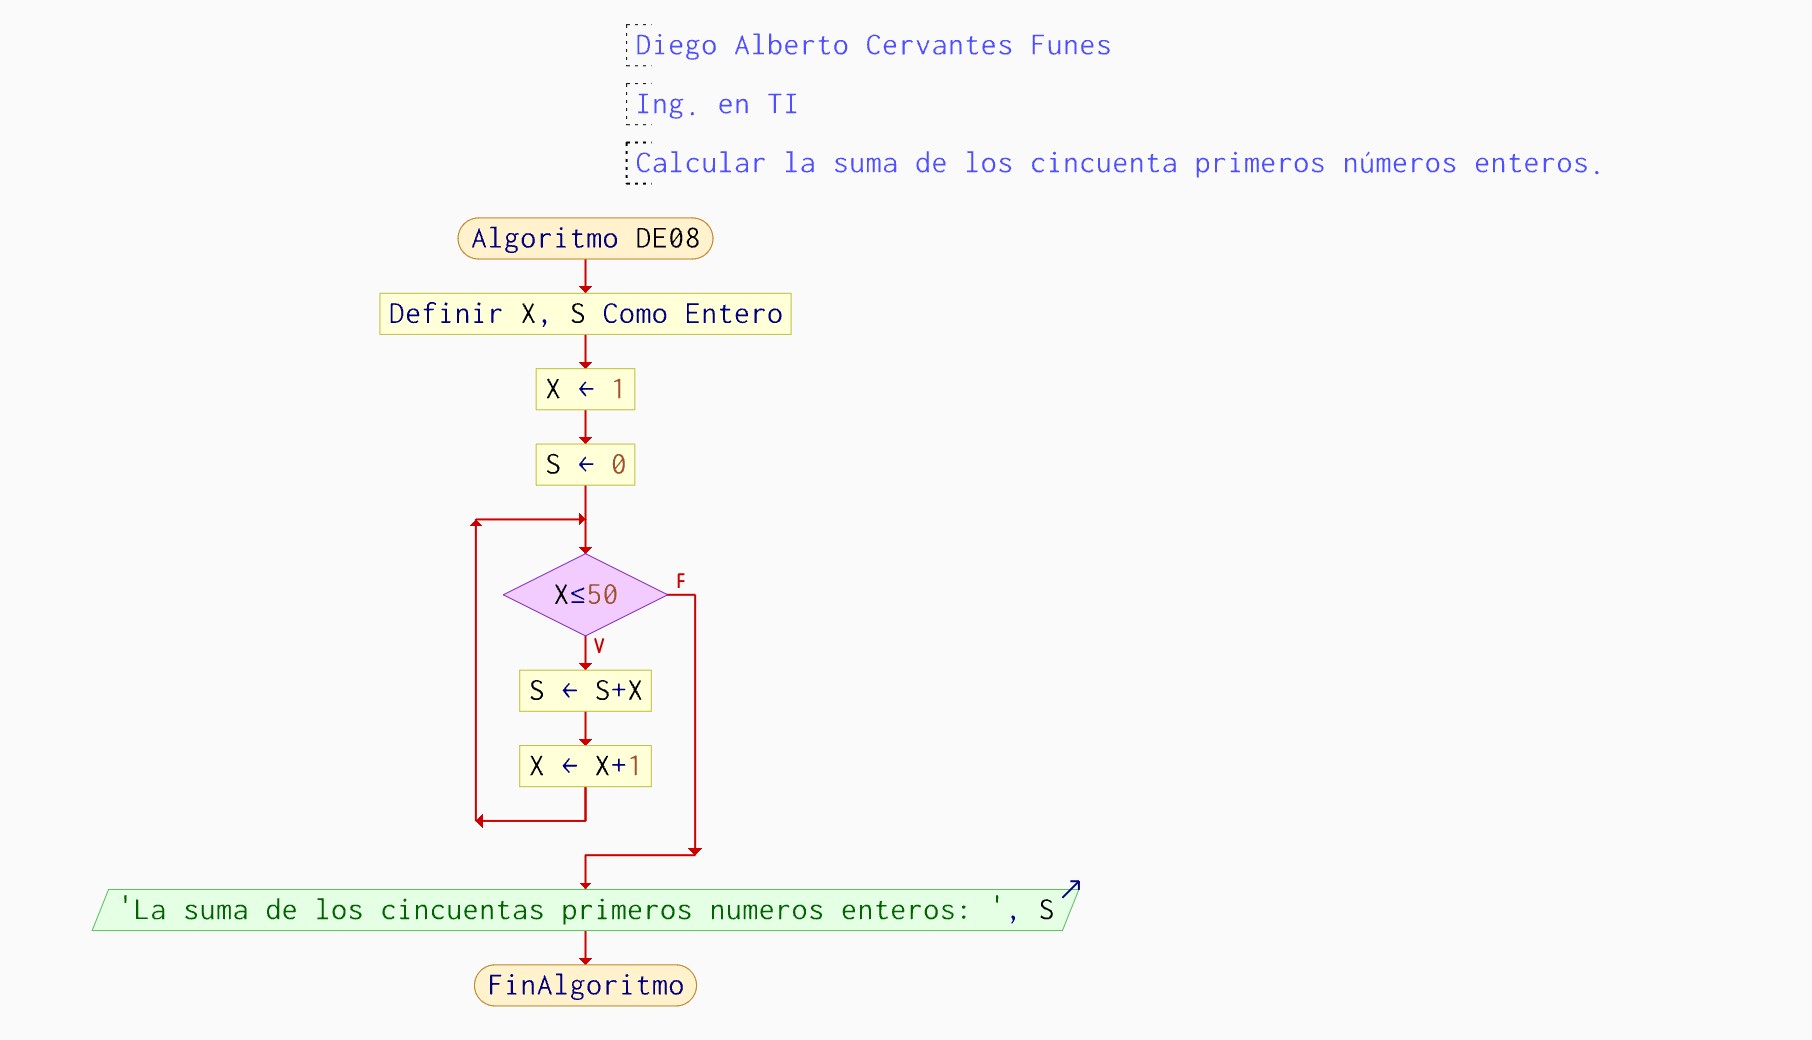 Diego Alberto Cervantes Funes
Ing. en TI
Calcular la suma de los cincuenta primeros números enteros.
Algoritmo DE08
Definir X, S Como Entero
X ← 1
S ← 0
X≤50
F
V
S ← S+X
X ← X+1
'La suma de los cincuentas primeros numeros enteros: ', S
FinAlgoritmo